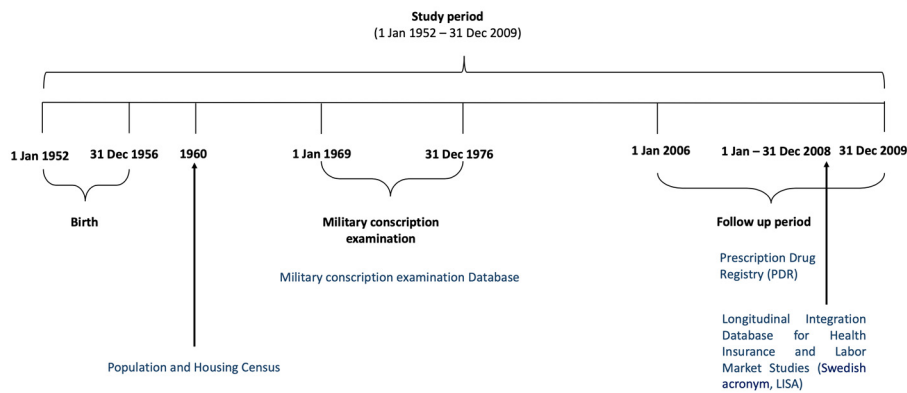 Study period
(1 Jan 1952 – 31 Dec 2009)
1 Jan 1952 31 Dec 1956 1960 1 Jan 1969 31 Dec 1976 1 Jan 2006 1 Jan – 31 Dec 2008 31 Dec 2009
Birth
Military conscription
examination
Follow up period
Military conscription examination Database
Prescription Drug
Registry (PDR)
Longitudinal Integration
Database for Health
Insurance and Labor
Market Studies (Swedish
acronym, LISA)
Population and Housing Census